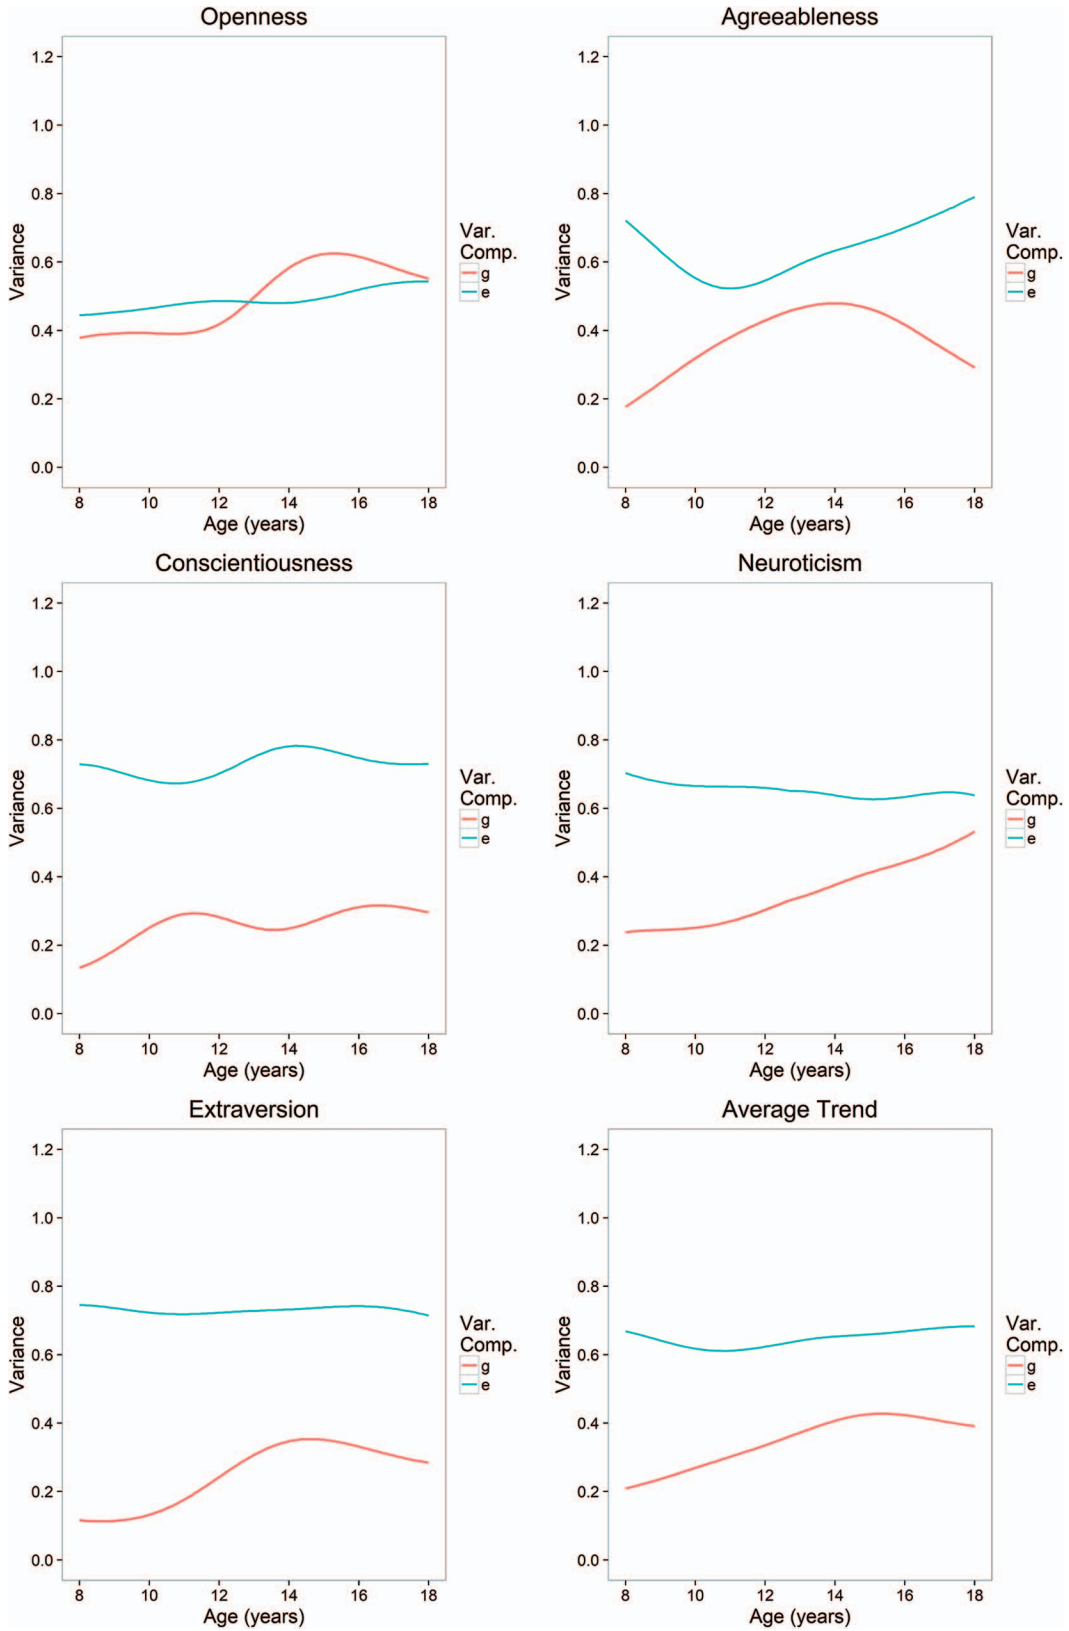 Openness
1.2
1.0
0.8
0.6
0.4
0.2
0.0
Variance
8 10 12 14 16 18
Age (years)
Var.
Comp.
g
e
Agreeableness
1.2
1.0
0.8
0.6
0.4
0.2
0.0
Variance
8 10 12 14 16 18
Age (years)
Var.
Comp.
g
e
Conscientiousness
1.2
1.0
0.8
0.6
0.4
0.2
0.0
Variance
8 10 12 14 16 18
Age (years)
Var.
Comp.
g
e
Neuroticism
1.2
1.0
0.8
0.6
0.4
0.2
0.0
Variance
8 10 12 14 16 18
Age (years)
Var.
Comp.
g
e
Extraversion
1.2
1.0
0.8
0.6
0.4
0.2
0.0
Variance
8 10 12 14 16 18
Age (years)
Var.
Comp.
g
e
Average Trend
1.2
1.0
0.8
0.6
0.4
0.2
0.0
Variance
8 10 12 14 16 18
Age (years)
Var.
Comp.
g
e